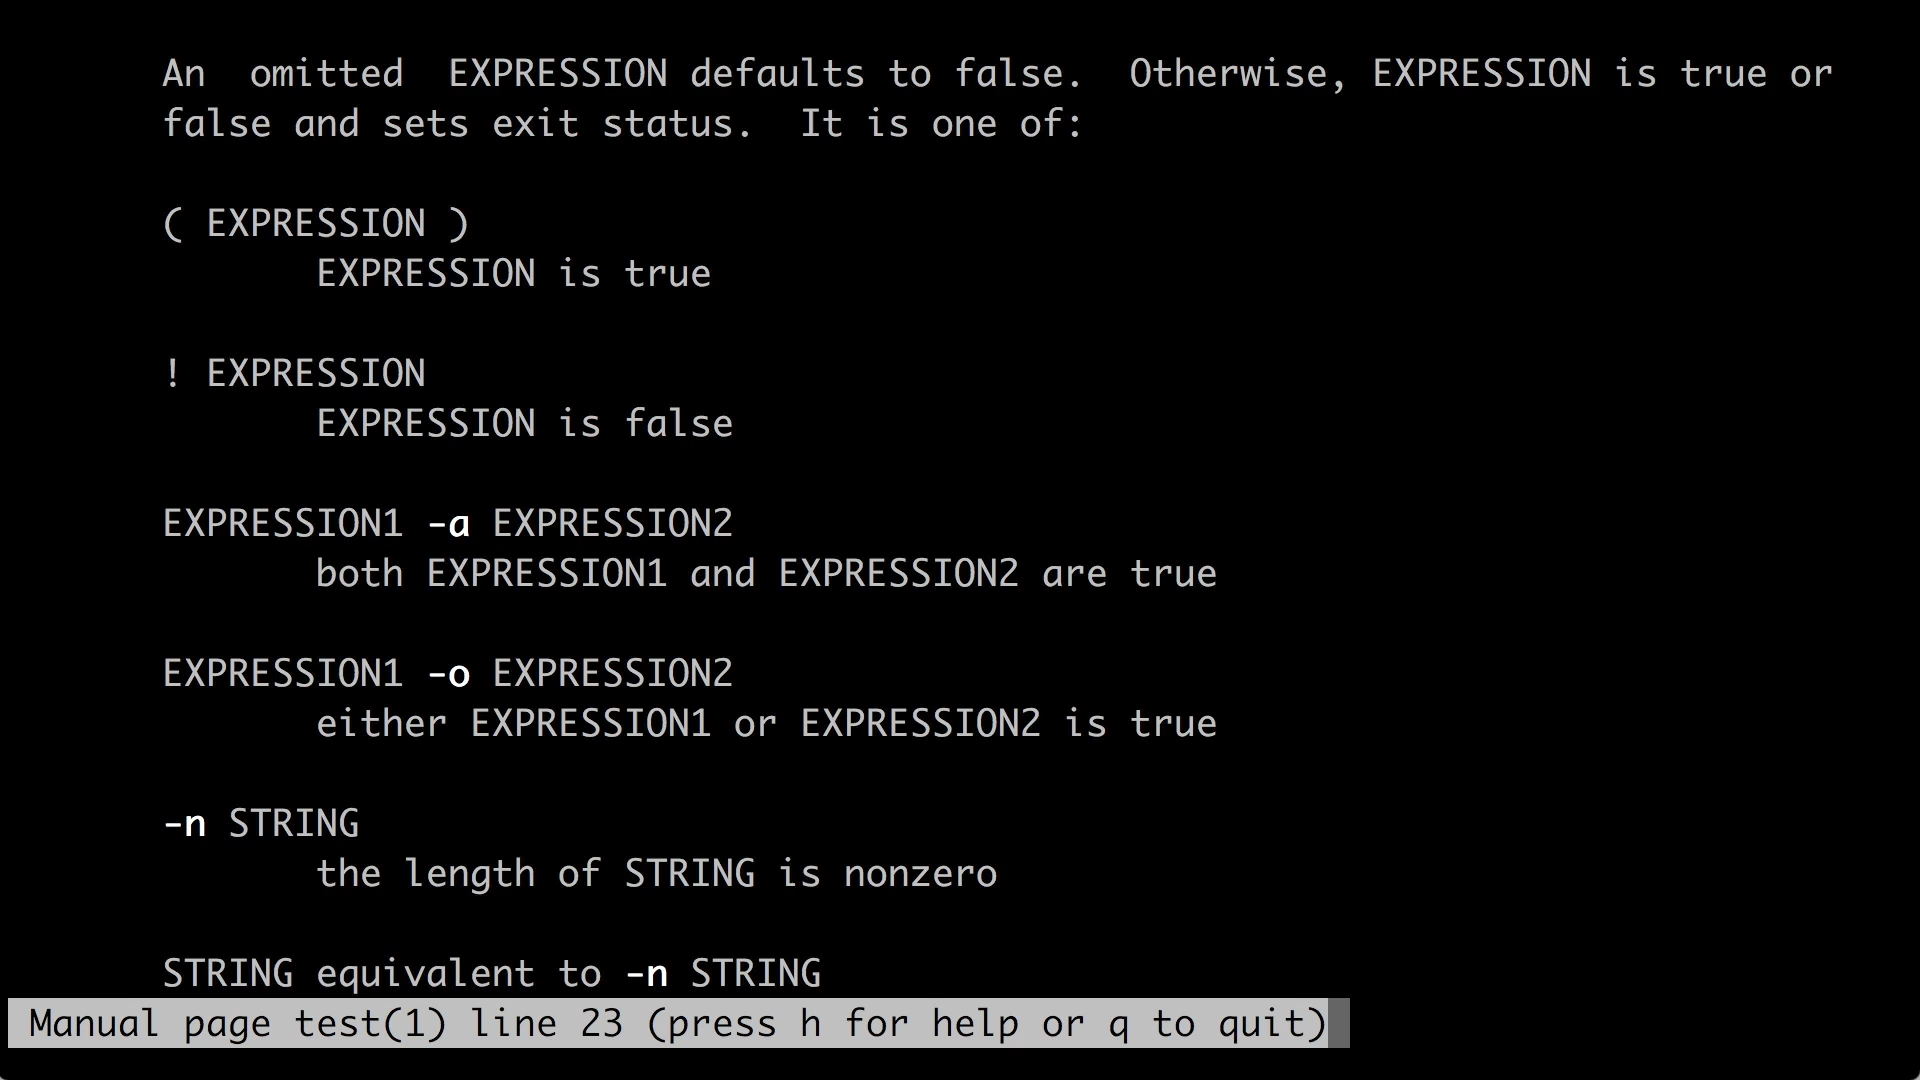 An  omitted  EXPRESSION defaults to false.  Otherwise, EXPRESSION is true or
false and sets exit status.  It is one of:
( EXPRESSION )
EXPRESSION is true
! EXPRESSION
EXPRESSION is false
EXPRESSION1 -a EXPRESSION2
both EXPRESSION1 and EXPRESSION2 are true
EXPRESSION1 -o EXPRESSION2
either EXPRESSION1 or EXPRESSION2 is true
-n STRING
the length of STRING is nonzero
STRING equivalent to -n STRING
Manual page test(1) line 23 (press h for help or q to quit)